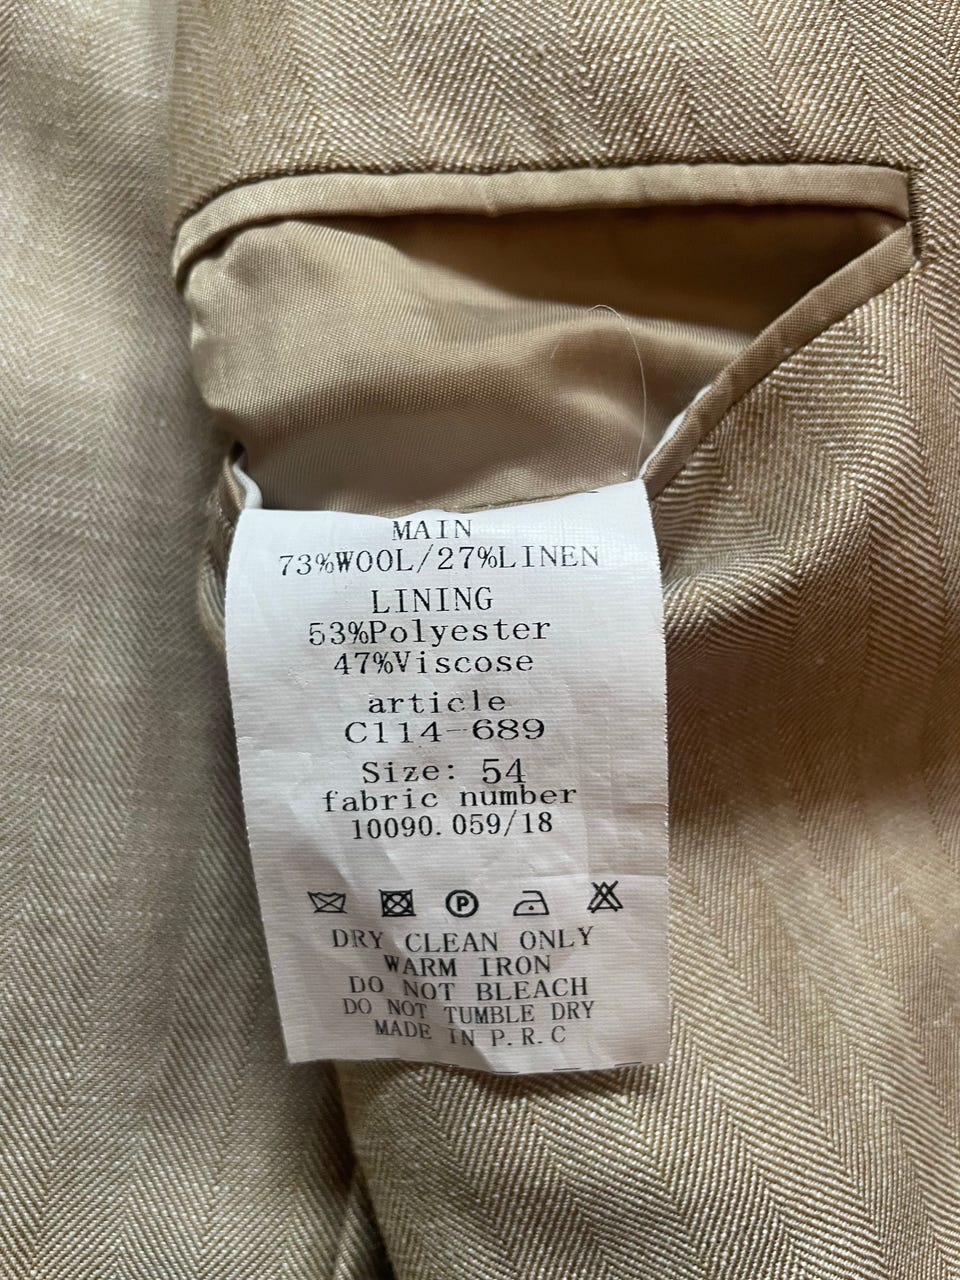 MAIN
73%WOOL/27%LINEN
LINING
53%Polyester
47%Viscose
article
C114-689
Size: 54
fabric number
10090.059/18
P
DRY CLEAN ONLY
WARM IRON
DO NOT BLEACH
DO NOT TUMBLE DRY
MADE IN P.R.C